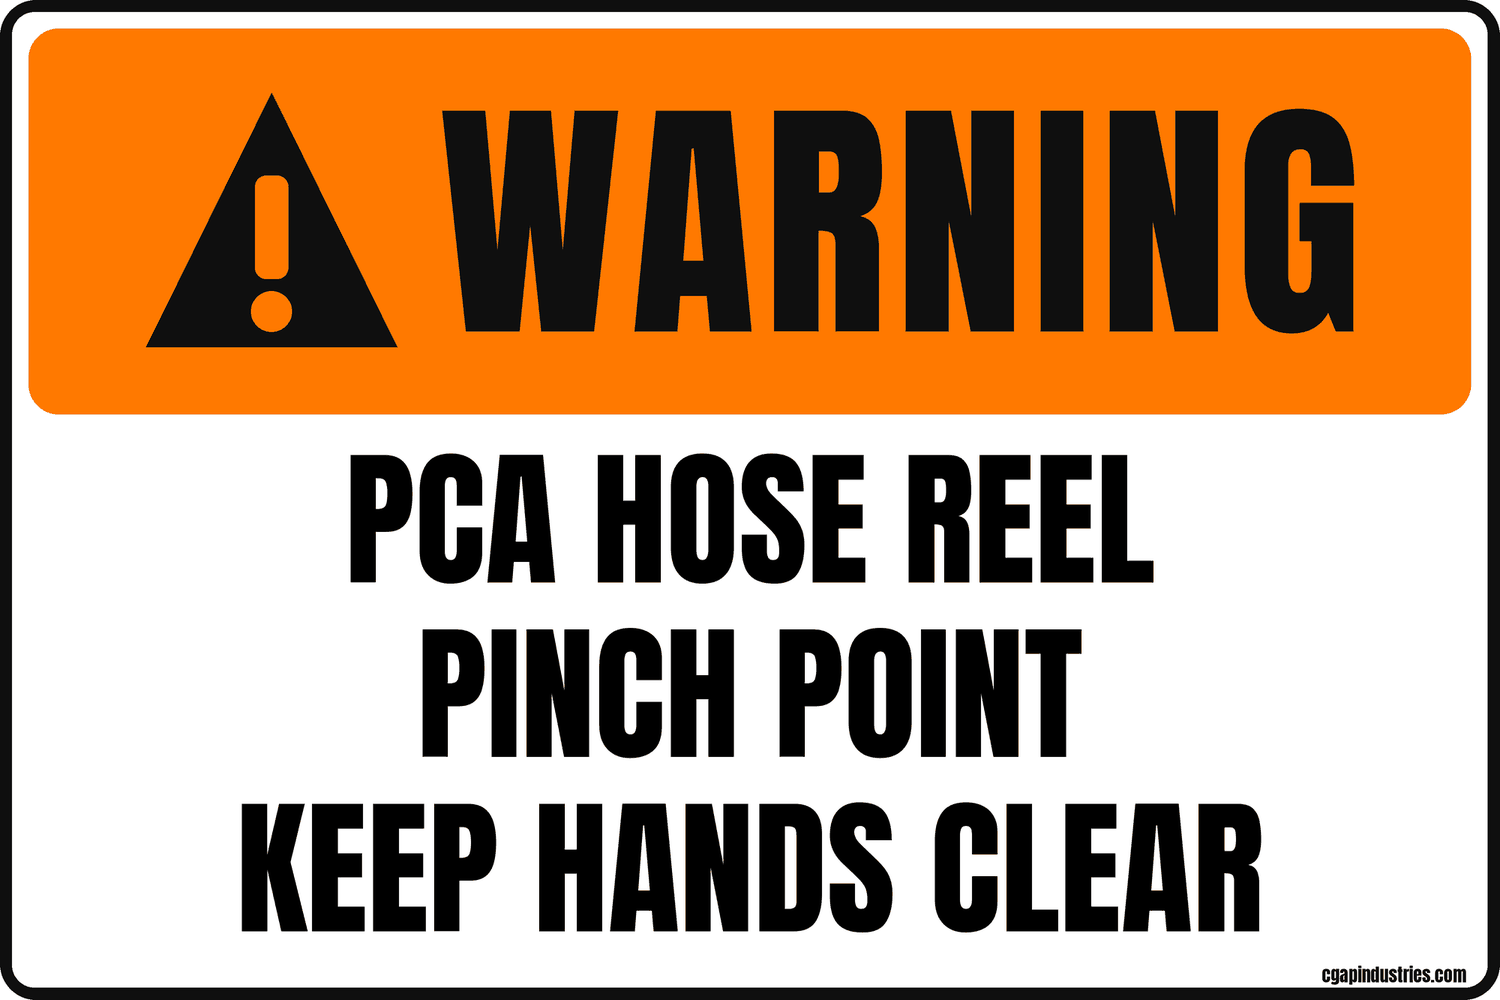 WARNING
PCA HOSE REEL
PINCH POINT
KEEP HANDS CLEAR
cgapindustries.com